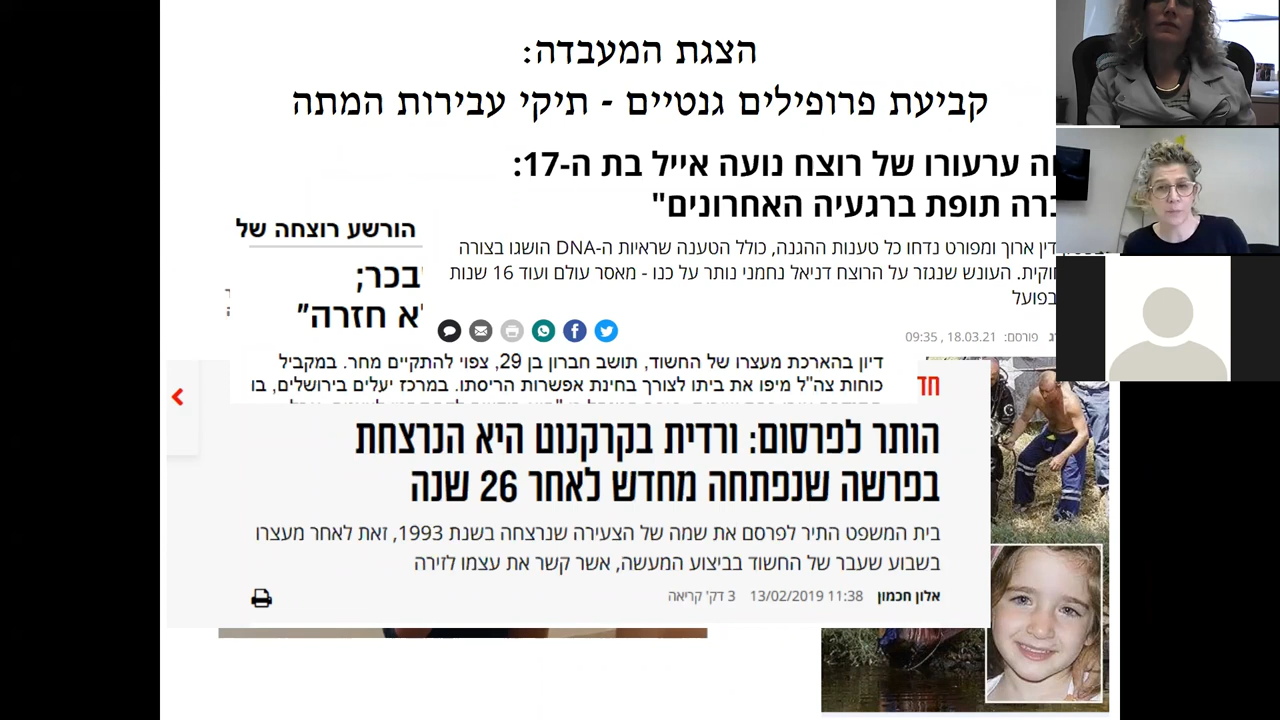 הצגת המעבדה:
קביעת פרופילים גנטיים - תיקי עבירות המתה
ערעורו של רוצח נועה אייל בת ה-17:
תופת ברגעיה האחרונים"
דין ארוך ומפורט נדחו כל טענות ההגנה, כולל הטענה שראיות ה-DNA הושגו בצורה
העונש שנגזר על הרוצח דניאל נחמני נותר על כנו - מאסר עולם ועוד 16 שנות
בפועל
פורסם: 18.03.21 , 09:35
הורשע רוצחה של
חזרה"
דיון בהארכת מעצרו של החשוד, תושב חברון בן 29, צפוי להתקיים מחר. במקביל
כוחות צה"ל מיפו את ביתו לצורך בחינת אפשרות הריסתו. במרכז יעלים בירושלים, בו
חד
הותר לפרסום: ורדית בקרקנוט היא הנרצחת
בפרשה שנפתחה מחדש לאחר 26 שנה
בית המשפט התיר לפרסם את שמה של הצעירה שנרצחה בשנת 1993, זאת לאחר מעצרו
בשבוע שעבר של החשוד בביצוע המעשה, אשר קשר את עצמו לזירה
אלון חכמון 11:38 13/02/2019 3 דק' קריאה